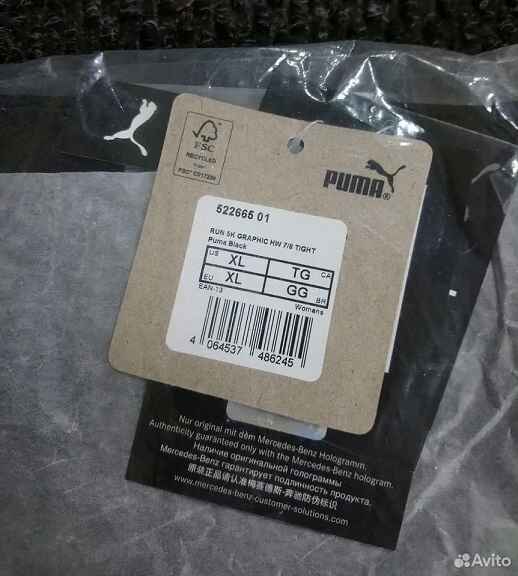 FSC
RECYCLED
PUMA®
522665 01
RUN 5K GRAPHIC HW 7/8 TIGHT
Puma Black
US XL TG CA
EU XL GG BR
EAN-13 Womens
4 064537 486245
Nur original mit dem Mercedes-Benz Hologramm.
Authenticity guaranteed only with the Mercedes-Benz hologram.
Наличие оригинальной голограммы
Mercedes-Benz гарантирует подлинность продукта.
原装正品请认准梅赛德斯-奔驰防伪标识
www.mercedes-benz-customer-solutions.com
Avito